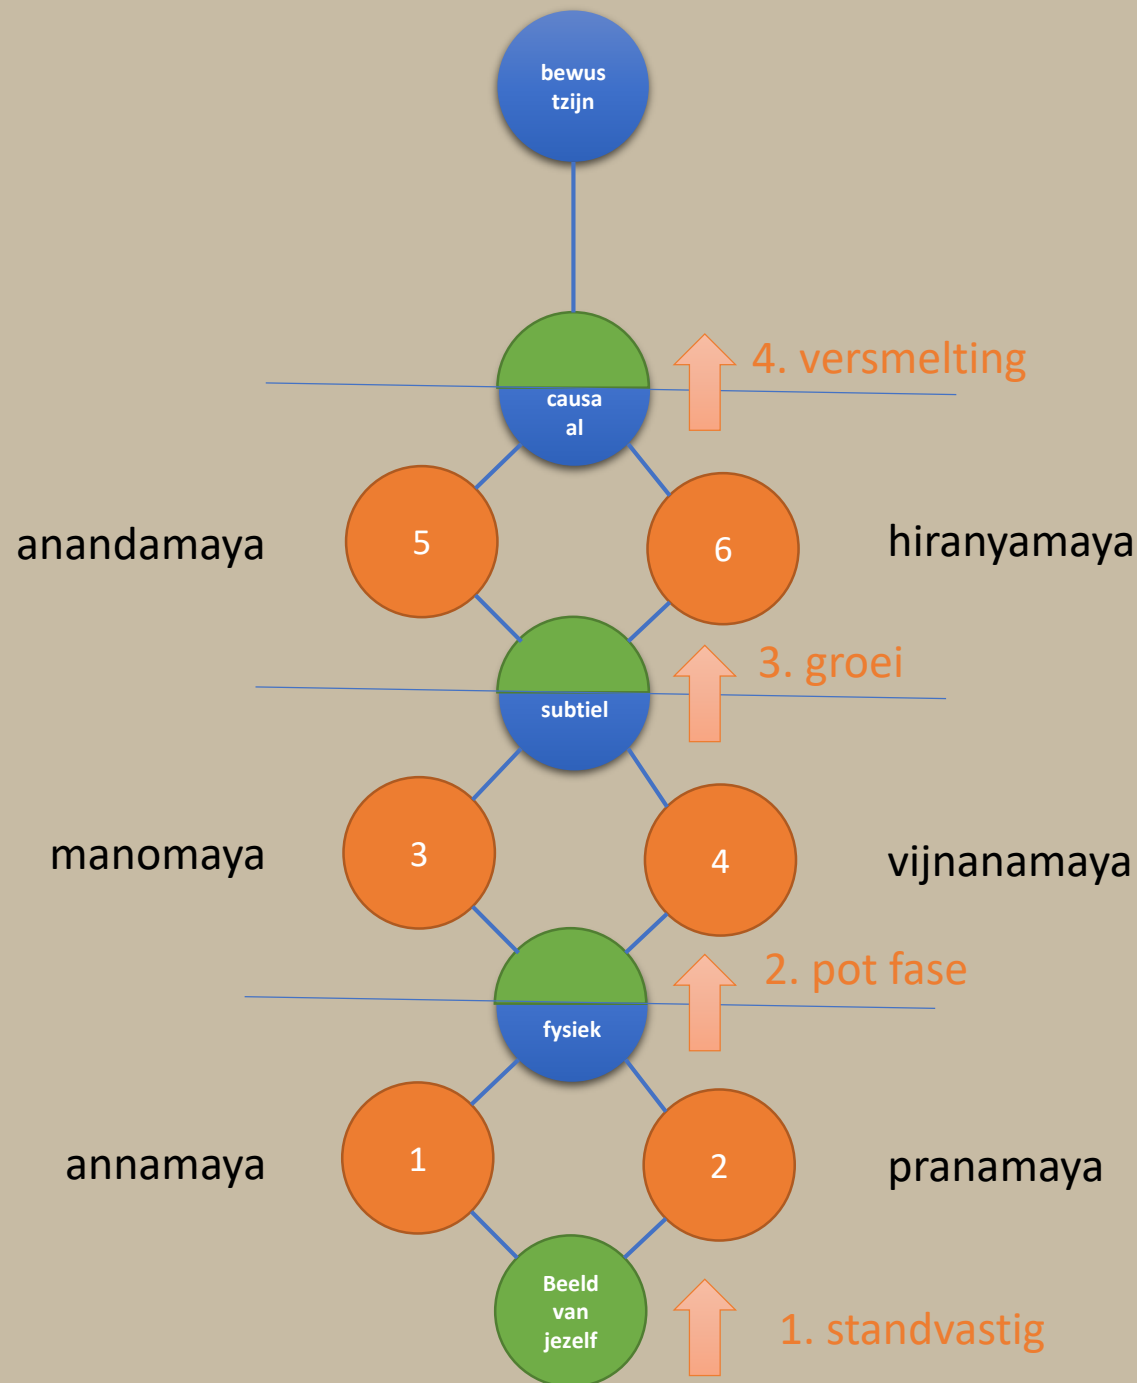 bewus
tzijn
4. versmelting
causa
al
anandamaya
5
6
hiranyamaya
3. groei
subtiel
manomaya
3
4
vijnanamaya
2. pot fase
fysiek
annamaya
1
2
pranamaya
Beeld
van
jezelf
1. standvastig